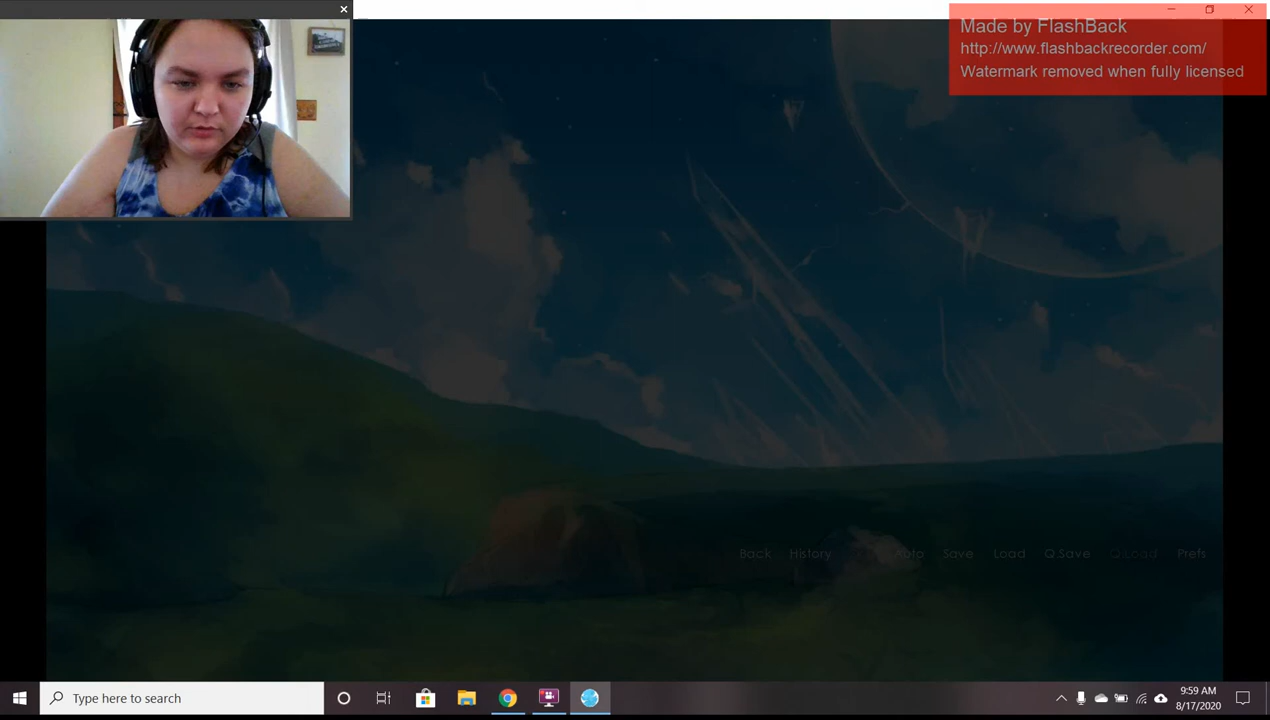 Made by FlashBack
http://www.flashbackrecorder.com/
Watermark removed when fully licensed
Back History Auto Save Load Q.Save Q.Load Prefs
Type here to search
9:59 AM
8/17/2020